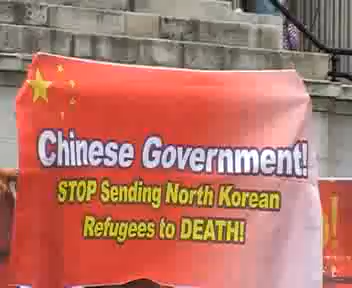 Chinese Government!
STOP Sending North Korean
Refugees to DEATH!